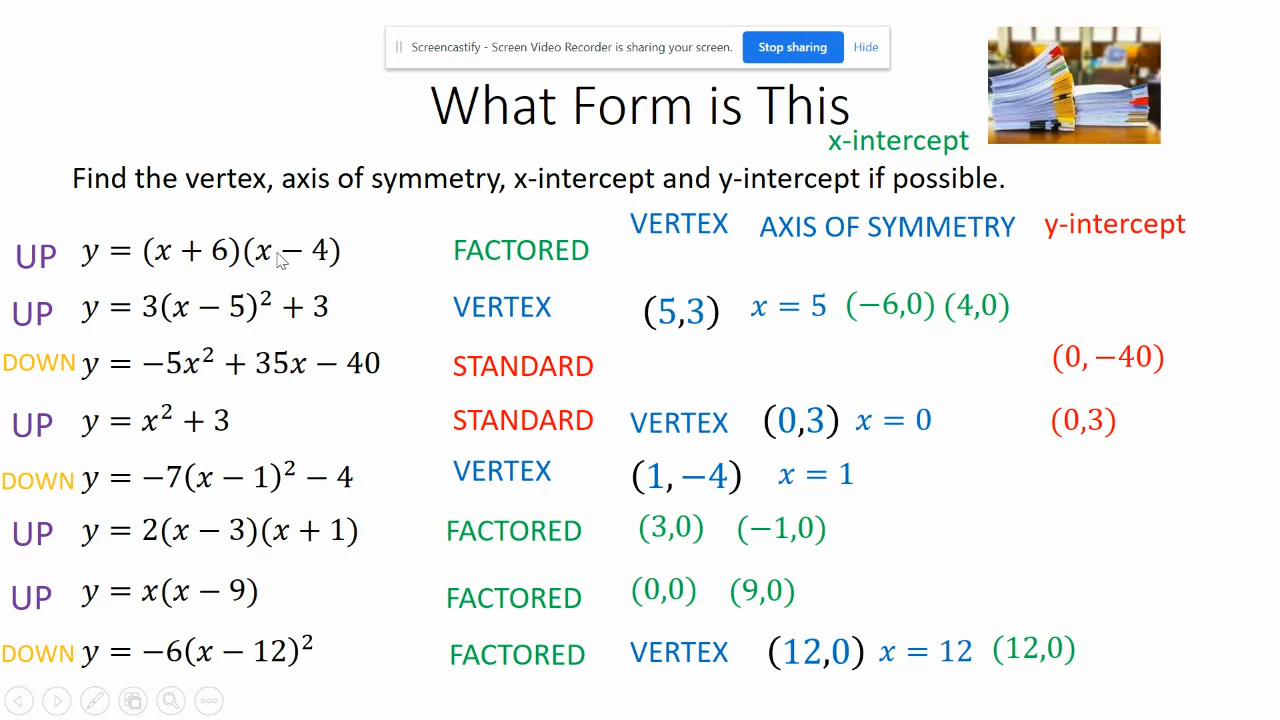 Screencastify - Screen Video Recorder is sharing your screen. Stop sharing Hide
What Form is This
x-intercept
Find the vertex, axis of symmetry, x-intercept and y-intercept if possible.
VERTEX AXIS OF SYMMETRY y-intercept
UP y = (x + 6)(x − 4) FACTORED
UP y = 3(x − 5)² + 3 VERTEX (5,3) x = 5 (−6,0) (4,0)
DOWN y = −5x² + 35x − 40 STANDARD (0, −40)
UP y = x² + 3 STANDARD VERTEX (0,3) x = 0 (0,3)
DOWN y = −7(x − 1)² − 4 VERTEX (1, −4) x = 1
UP y = 2(x − 3)(x + 1) FACTORED (3,0) (−1,0)
UP y = x(x − 9) FACTORED (0,0) (9,0)
DOWN y = −6(x − 12)² FACTORED VERTEX (12,0) x = 12 (12,0)